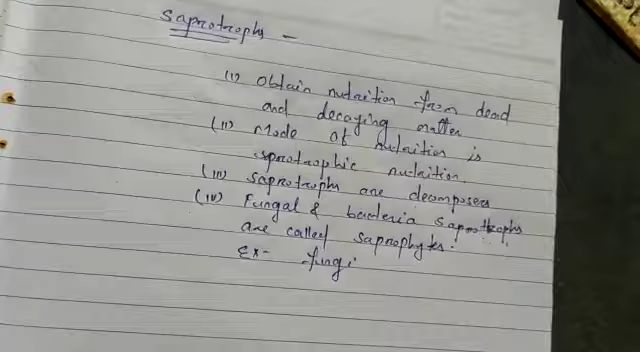 Saprotrophs –
(i) Obtain nutrition from dead
and decaying matter
(ii) Mode of nutrition is
sprotrophic nutrition.
(iii) Saprotrophs are decomposers
(iv) Fungal & bacteria saprotrophs
are called saprophytes.
Ex- fungi